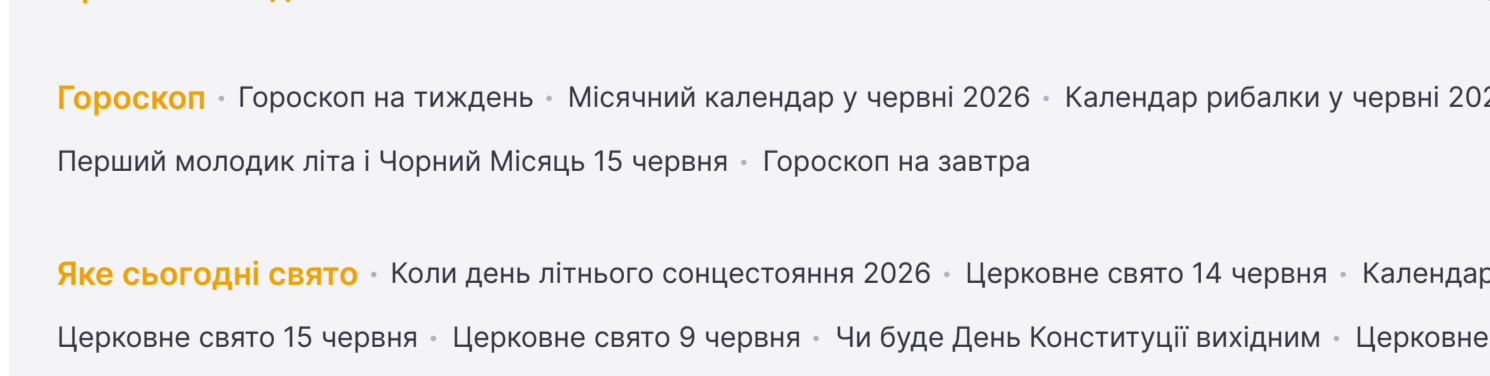 Гороскоп • Гороскоп на тиждень • Місячний календар у червні 2026 • Календар рибалки у червні
Перший молодик літа і Чорний Місяць 15 червня • Гороскоп на завтра
Яке сьогодні свято • Коли день літнього сонцестояння 2026 • Церковне свято 14 червня •
Церковне свято 15 червня • Церковне свято 9 червня • Чи буде День Конституції вихідним • Церковне